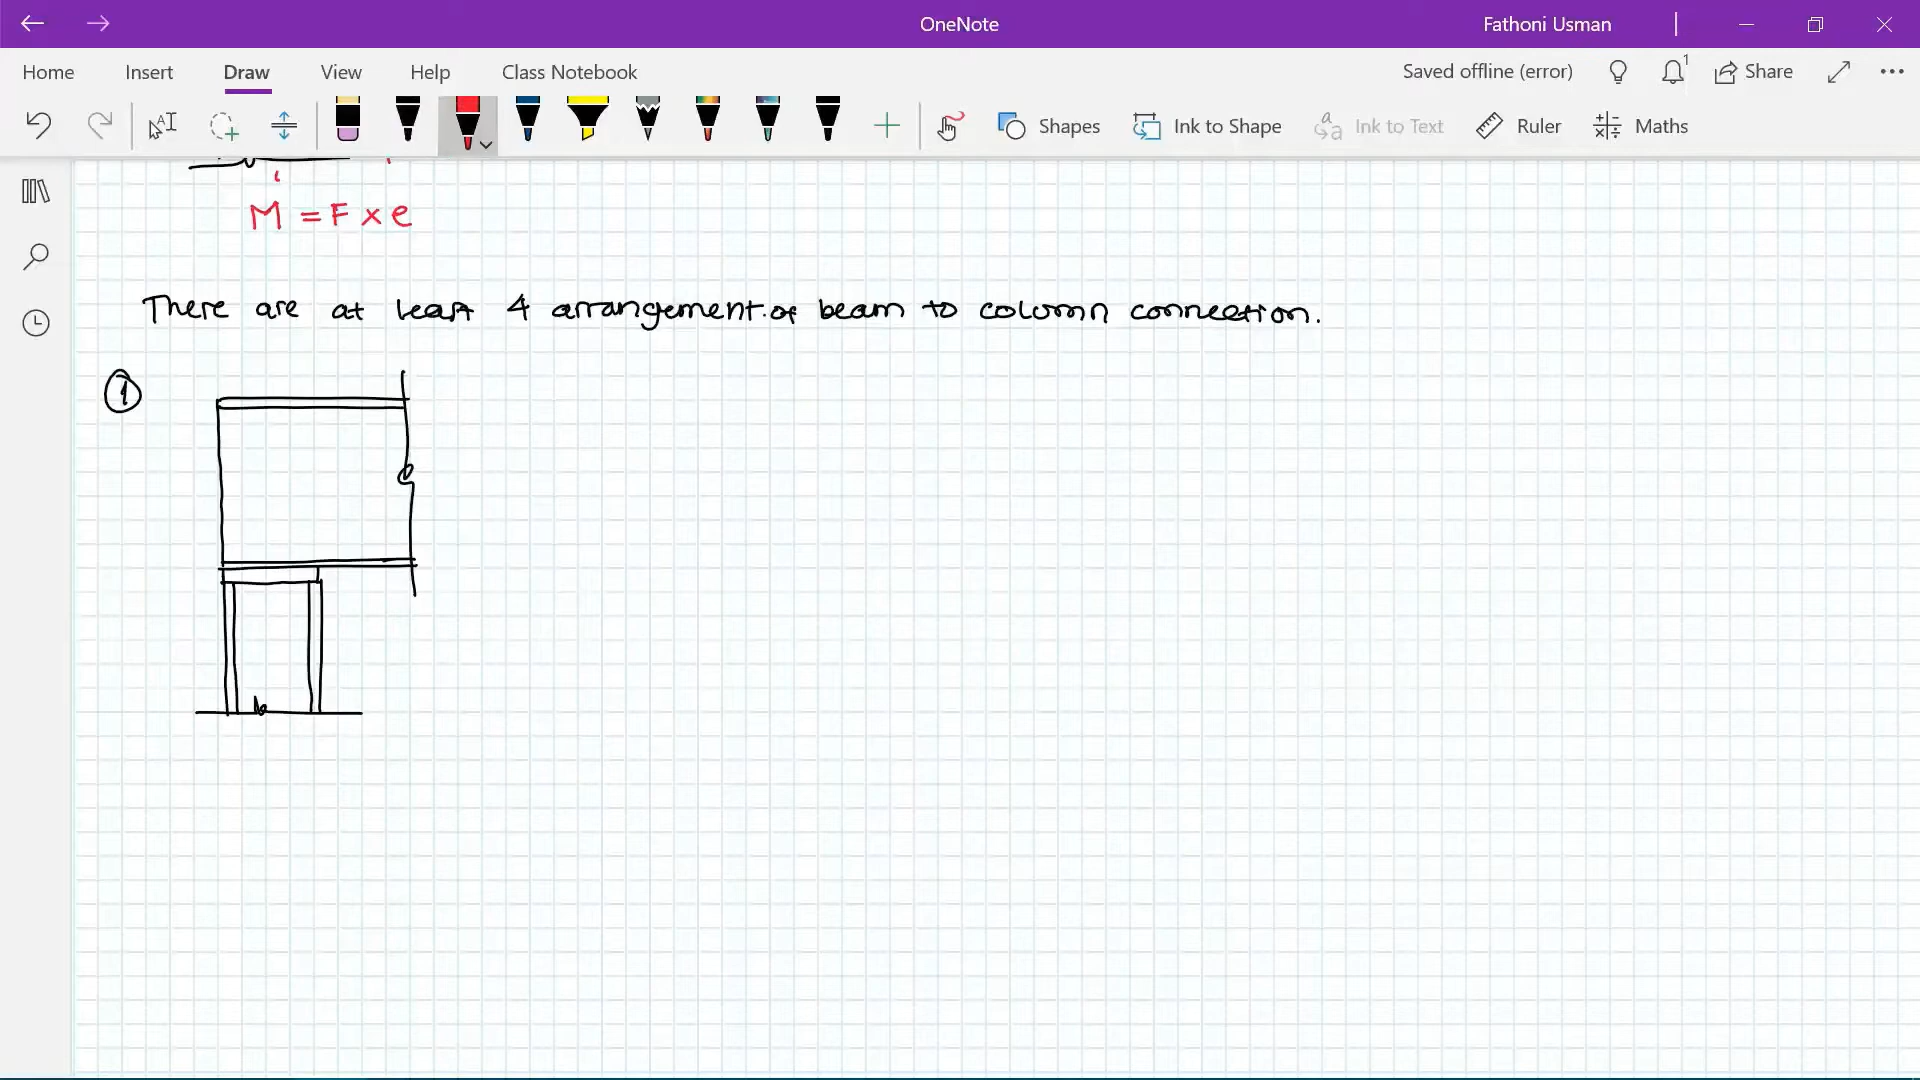 OneNote
Fathoni Usman
Home Insert Draw View Help Class Notebook
Saved offline (error)
1
Share
Shapes
Ink to Shape
Ink to Text
Ruler
Maths
M = F x e
There are at least 4 arrangement of beam to column connection.
1